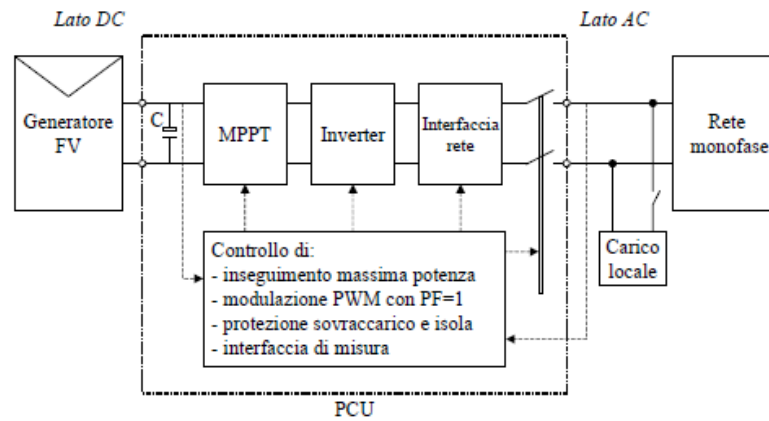 Lato DC
Lato AC
Generatore
FV
C
MPPT
Inverter
Interfaccia
rete
Rete
monofase
Carico
locale
Controllo di:
- inseguimento massima potenza
- modulazione PWM con PF=1
- protezione sovraccarico e isola
- interfaccia di misura
PCU